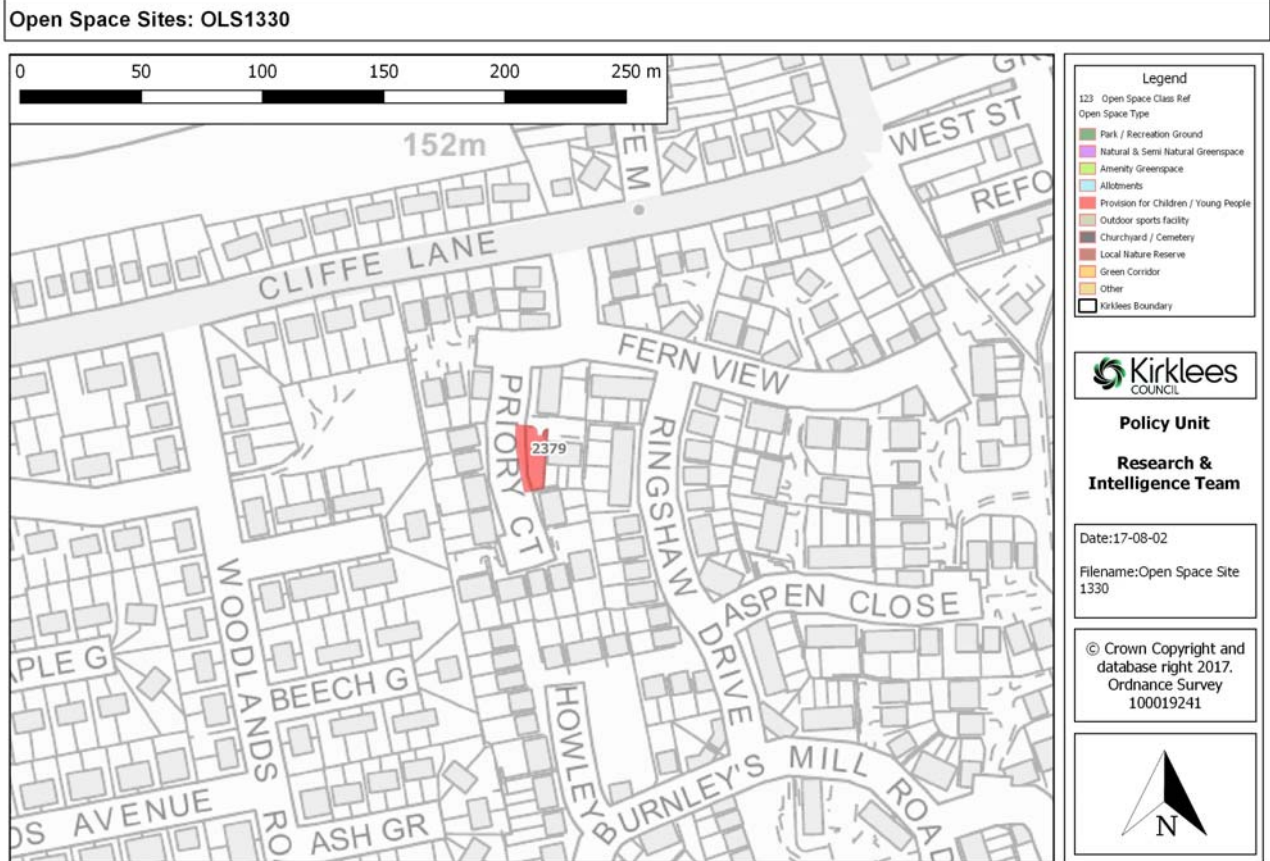 Open Space Sites: OLS1330
0 50 100 150 200 250 m
152m
WEST ST
CLIFFE LANE
FERN VIEW
PRIORY CT
2379
RINGSHAW DRIVE
WOODLANDS RO
ASPEN CLOSE
BEECH G
HOWLEY
BURNLEY'S MILL ROAD
AVENUE
ASH GR
Legend
123 Open Space Class Ref
Open Space Type
Park / Recreation Ground
Natural & Semi Natural Greenspace
Amenity Greenspace
Allotments
Provision for Children / Young People
Outdoor sports facility
Churchyard / Cemetery
Local Nature Reserve
Green Corridor
Other
Kirklees Boundary
Kirklees
COUNCIL
Policy Unit
Research &
Intelligence Team
Date:17-08-02
Filename:Open Space Site
1330
© Crown Copyright and
database right 2017.
Ordnance Survey
100019241
N